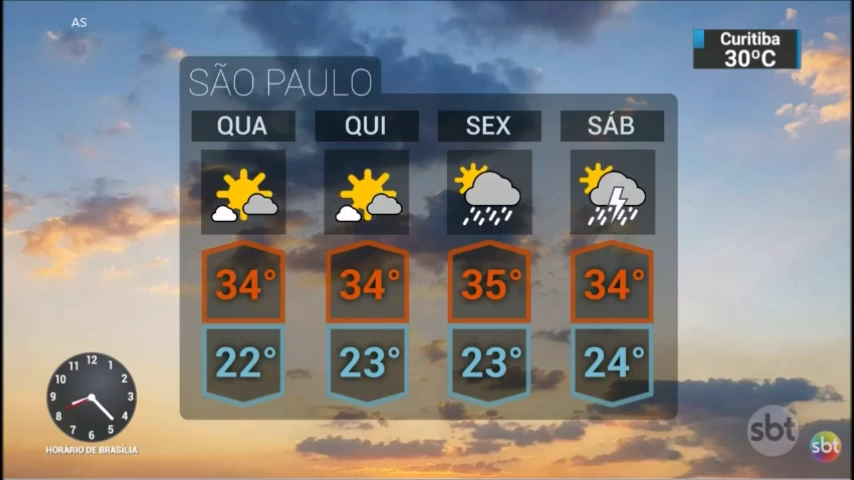 AS
Curitiba
30ºC
SÃO PAULO
QUA QUI SEX SÁB
34° 34° 35° 34°
22° 23° 23° 24°
12
11 1
10 2
9 3
8 4
7 5
6
HORÁRIO DE BRASÍLIA
sbt
sbt